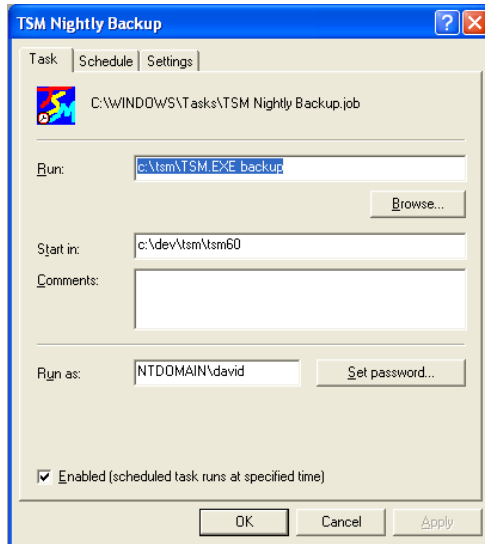 TSM Nightly Backup
Task Schedule Settings
C:\WINDOWS\Tasks\TSM Nightly Backup.job
Run: c:\tsm\TSM.EXE backup
Browse...
Start in: c:\dev\tsm\tsm60
Comments:
Run as: NTDOMAIN\david Set password...
Enabled (scheduled task runs at specified time)
OK Cancel Apply